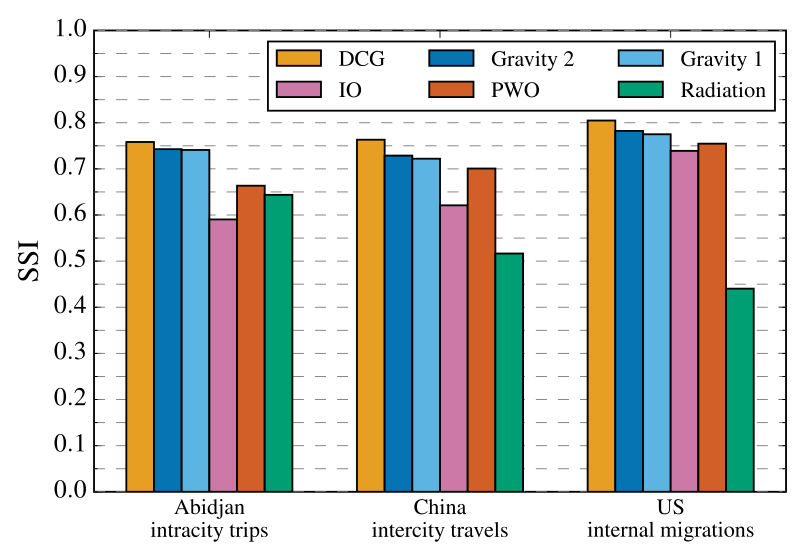 1.0
0.9
0.8
0.7
0.6
0.5
0.4
0.3
0.2
0.1
0.0
SSI
DCG
Gravity 2
Gravity 1
IO
PWO
Radiation
Abidjan
intracity trips
China
intercity travels
US
internal migrations